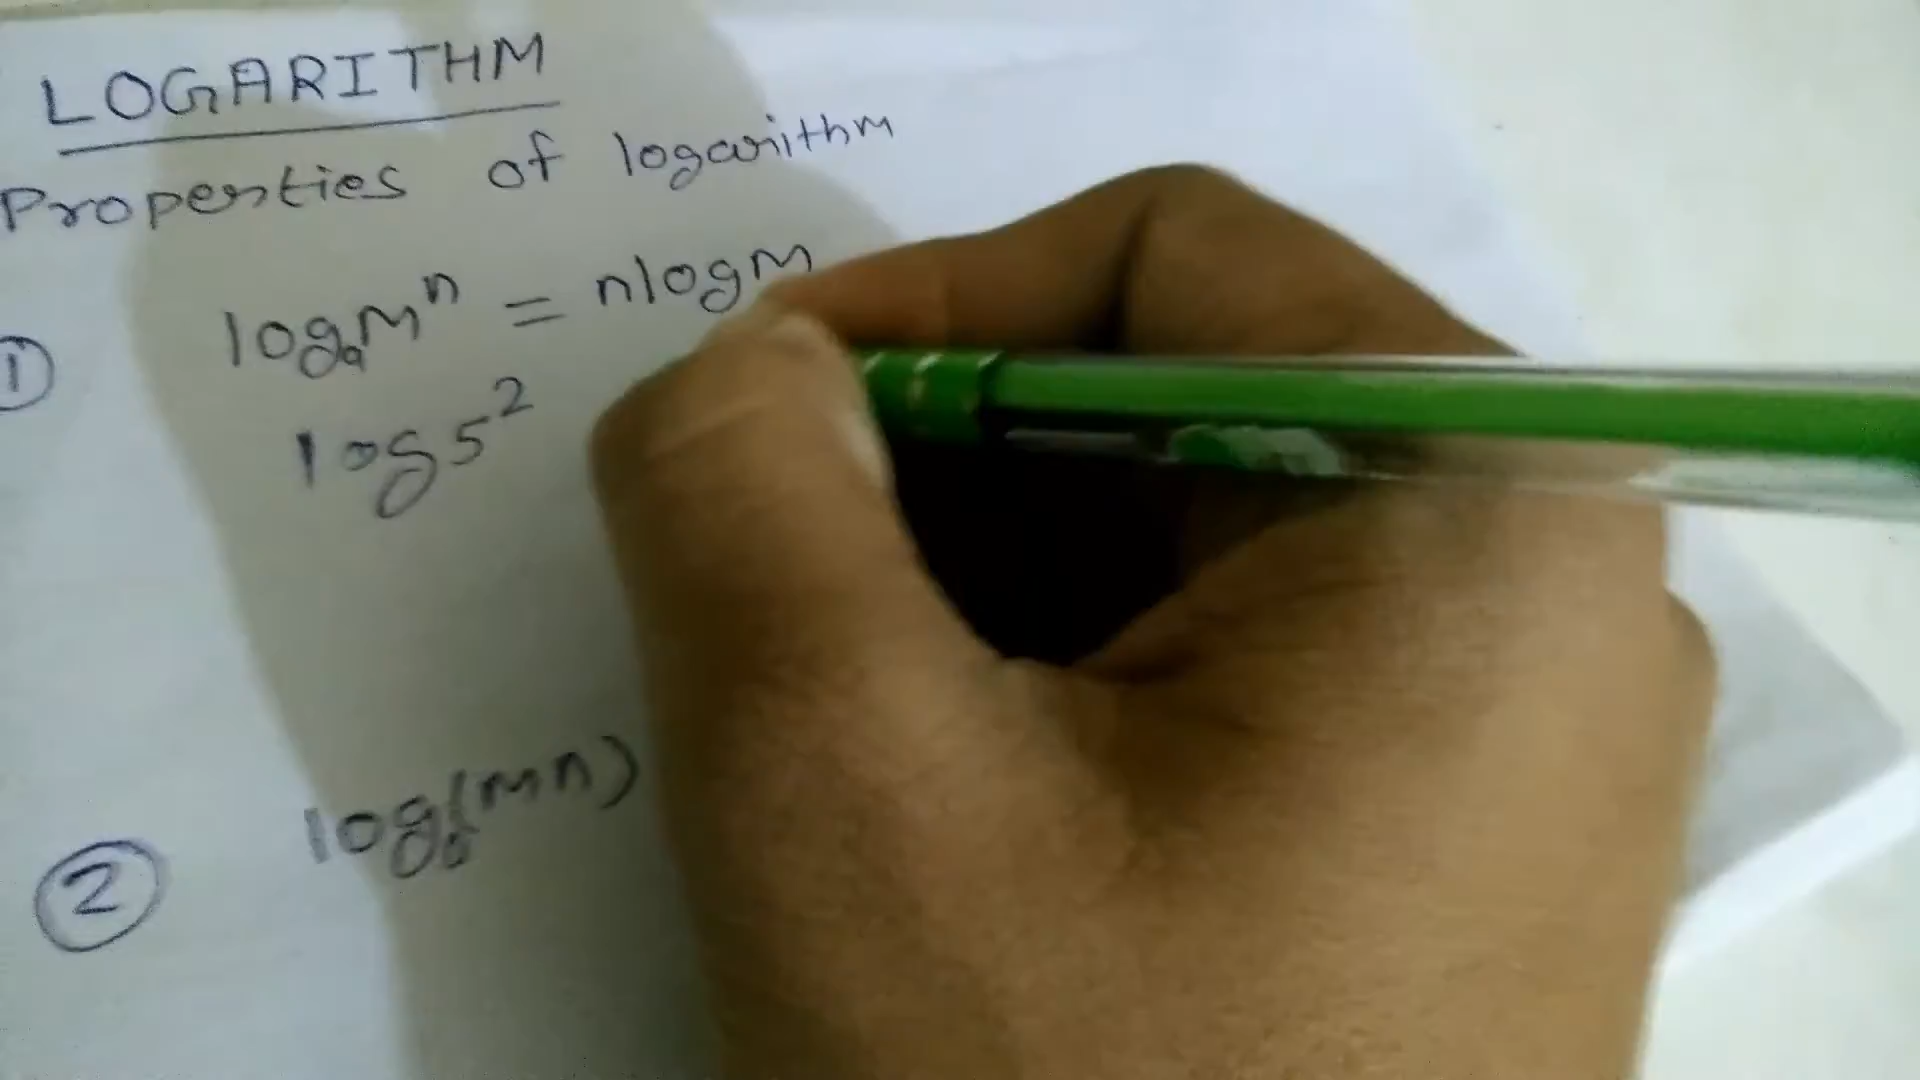 LOGARITHM
Properties of logarithm
① logₐmⁿ = nlogm
log5²
② logₐ(mn)